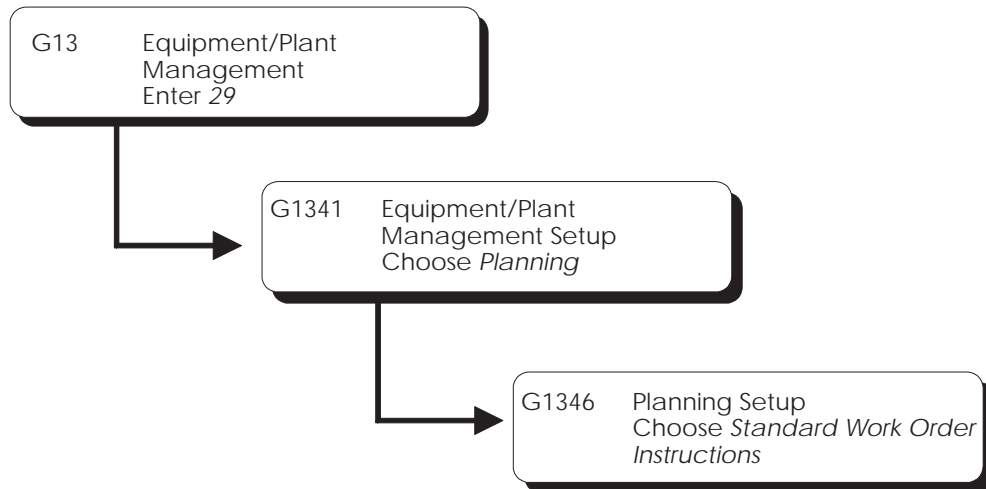 G13 Equipment/Plant
Management
Enter 29
G1341 Equipment/Plant
Management Setup
Choose Planning
G1346 Planning Setup
Choose Standard Work Order
Instructions